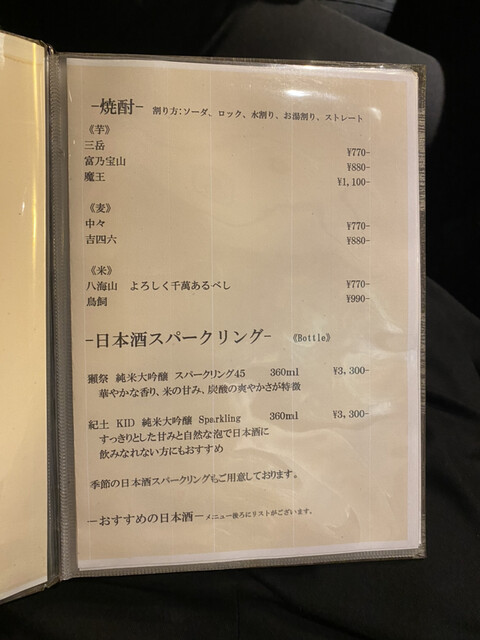 -焼酎- 割り方:ソーダ、ロック、水割り、お湯割り、ストレート
《芋》
三岳 ¥770-
富乃宝山 ¥880-
魔王 ¥1,100-
《麦》
中々 ¥770-
吉四六 ¥880-
《米》
八海山 よろしく千萬あるべし ¥770-
鳥飼 ¥990-
-日本酒スパークリング- 《Bottle》
獺祭 純米大吟醸 スパークリング45 360ml ¥3,300-
華やかな香り、米の甘み、炭酸の爽やかさが特徴
紀土 KID 純米大吟醸 Sparkling 360ml ¥3,300-
すっきりとした甘みと自然な泡で日本酒に
飲みなれない方にもおすすめ
季節の日本酒スパークリングもご用意しております。
―おすすめの日本酒― メニュー後ろにリストがございます。